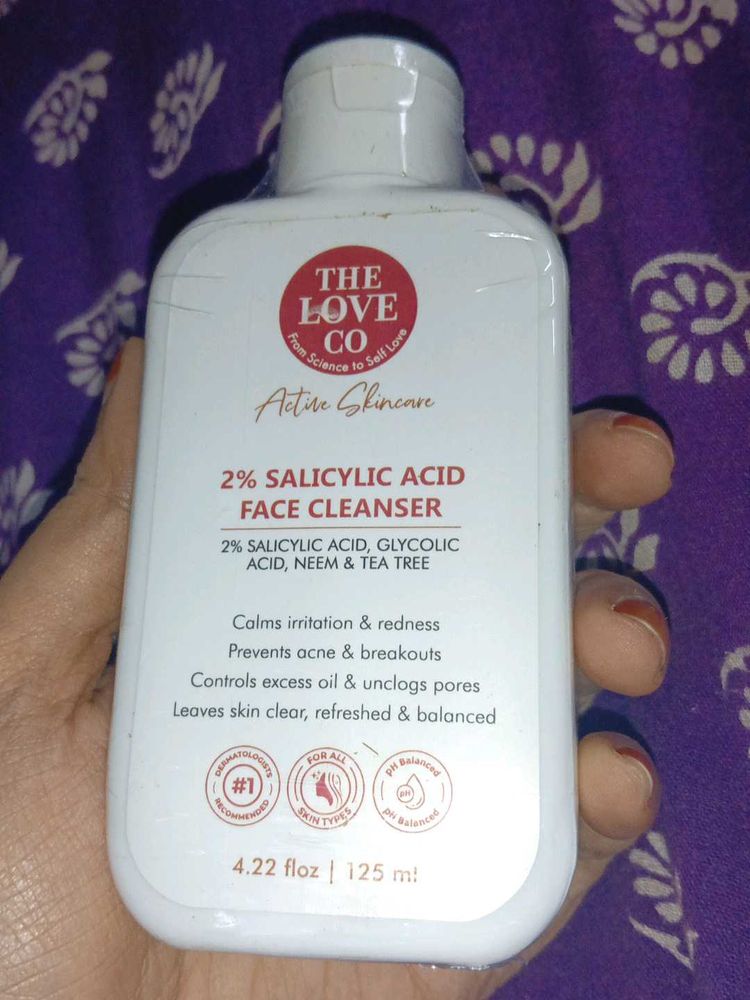 THE
LOVE
CO
From Science to Self Love
Active Skincare
2% SALICYLIC ACID
FACE CLEANSER
2% SALICYLIC ACID, GLYCOLIC
ACID, NEEM & TEA TREE
Calms irritation & redness
Prevents acne & breakouts
Controls excess oil & unclogs pores
Leaves skin clear, refreshed & balanced
DERMATOLOGISTS
#1
RECOMMENDED
FOR ALL
SKIN TYPES
pH Balanced
pH
pH Balanced
4.22 floz | 125 ml